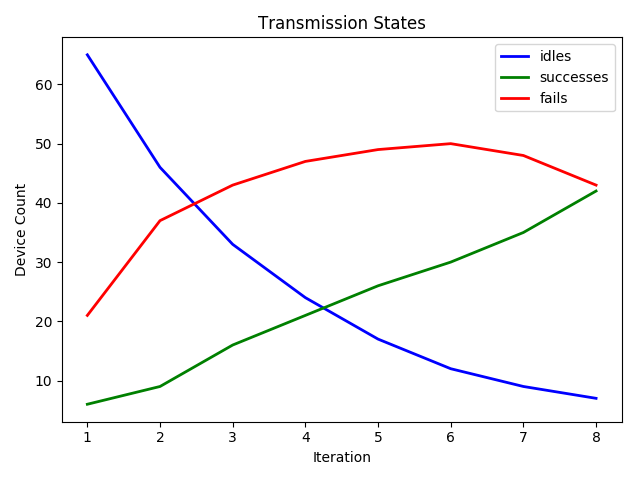 Transmission States
idles
successes
fails
Device Count
60
50
40
30
20
10
1 2 3 4 5 6 7 8
Iteration